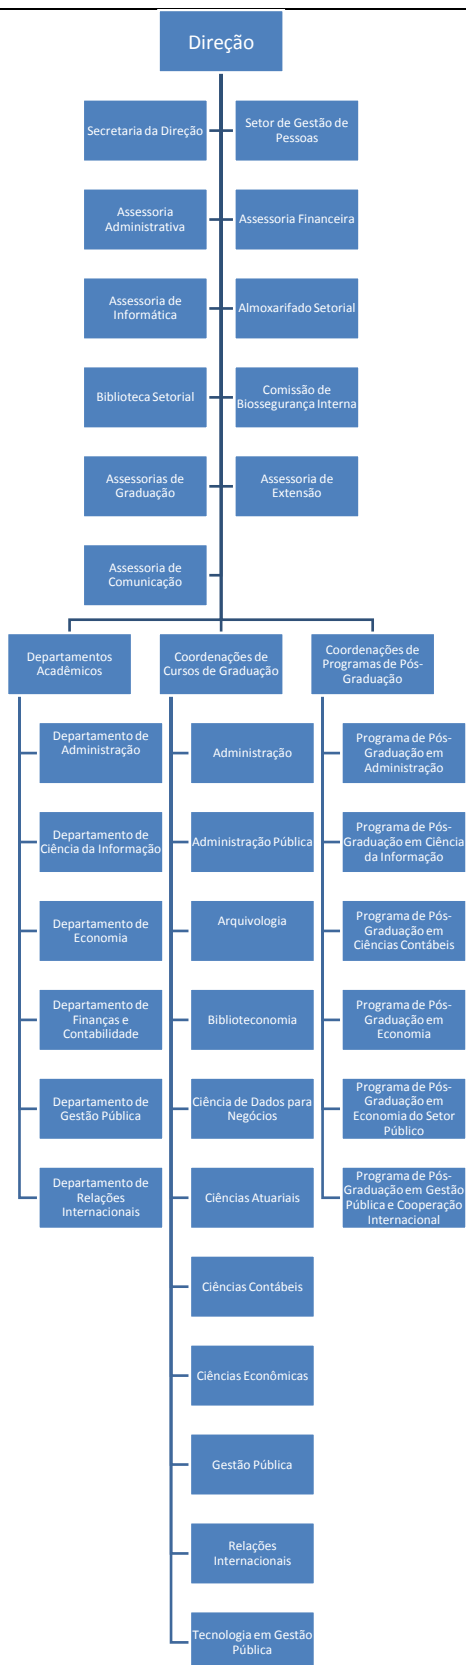 Direção
Secretaria da Direção
Setor de Gestão de
Pessoas
Assessoria
Administrativa
Assessoria Financeira
Assessoria de
Informática
Almoxarifado Setorial
Biblioteca Setorial
Comissão de
Biossegurança Interna
Assessorias de
Graduação
Assessoria de
Extensão
Assessoria de
Comunicação
Departamentos
Acadêmicos
Departamento de
Administração
Departamento de
Ciência da Informação
Departamento de
Economia
Departamento de
Finanças e
Contabilidade
Departamento de
Gestão Pública
Departamento de
Relações
Internacionais
Coordenações de
Cursos de Graduação
Administração
Administração Pública
Arquivologia
Biblioteconomia
Ciência de Dados para
Negócios
Ciências Atuariais
Ciências Contábeis
Ciências Econômicas
Gestão Pública
Relações
Internacionais
Tecnologia em Gestão
Pública
Coordenações de
Programas de Pós-
Graduação
Programa de Pós-
Graduação em
Administração
Programa de Pós-
Graduação em Ciência
da Informação
Programa de Pós-
Graduação em
Ciências Contábeis
Programa de Pós-
Graduação em
Economia
Programa de Pós-
Graduação em
Economia do Setor
Público
Programa de Pós-
Graduação em Gestão
Pública e Cooperação
Internacional